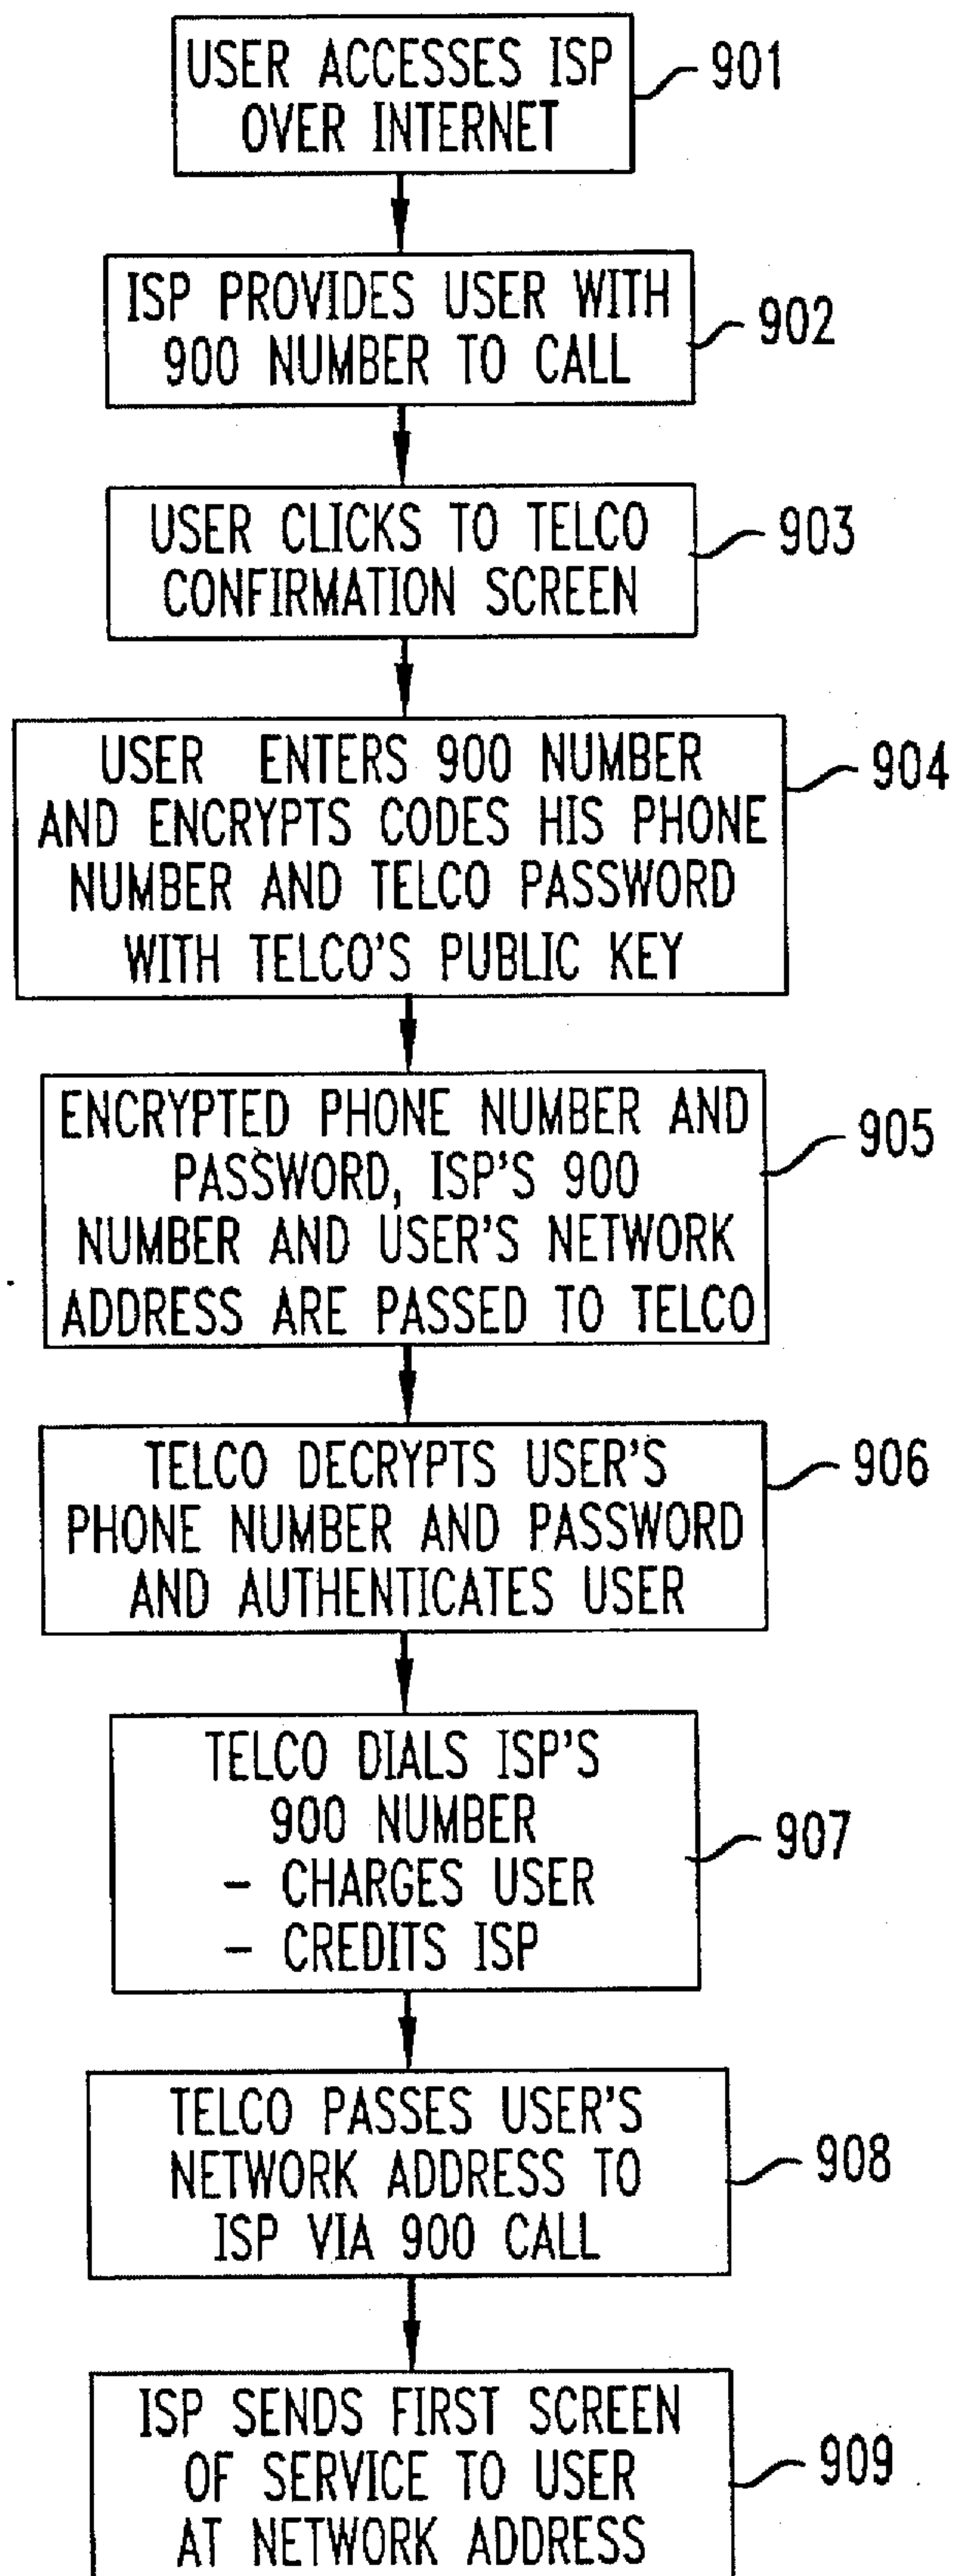 USER ACCESSES ISP
OVER INTERNET
901
ISP PROVIDES USER WITH
900 NUMBER TO CALL
902
USER CLICKS TO TELCO
CONFIRMATION SCREEN
903
USER ENTERS 900 NUMBER
AND ENCRYPTS CODES HIS PHONE
NUMBER AND TELCO PASSWORD
WITH TELCO'S PUBLIC KEY
904
ENCRYPTED PHONE NUMBER AND
PASSWORD, ISP'S 900
NUMBER AND USER'S NETWORK
ADDRESS ARE PASSED TO TELCO
905
TELCO DECRYPTS USER'S
PHONE NUMBER AND PASSWORD
AND AUTHENTICATES USER
906
TELCO DIALS ISP'S
900 NUMBER
- CHARGES USER
- CREDITS ISP
907
TELCO PASSES USER'S
NETWORK ADDRESS TO
ISP VIA 900 CALL
908
ISP SENDS FIRST SCREEN
OF SERVICE TO USER
AT NETWORK ADDRESS
909